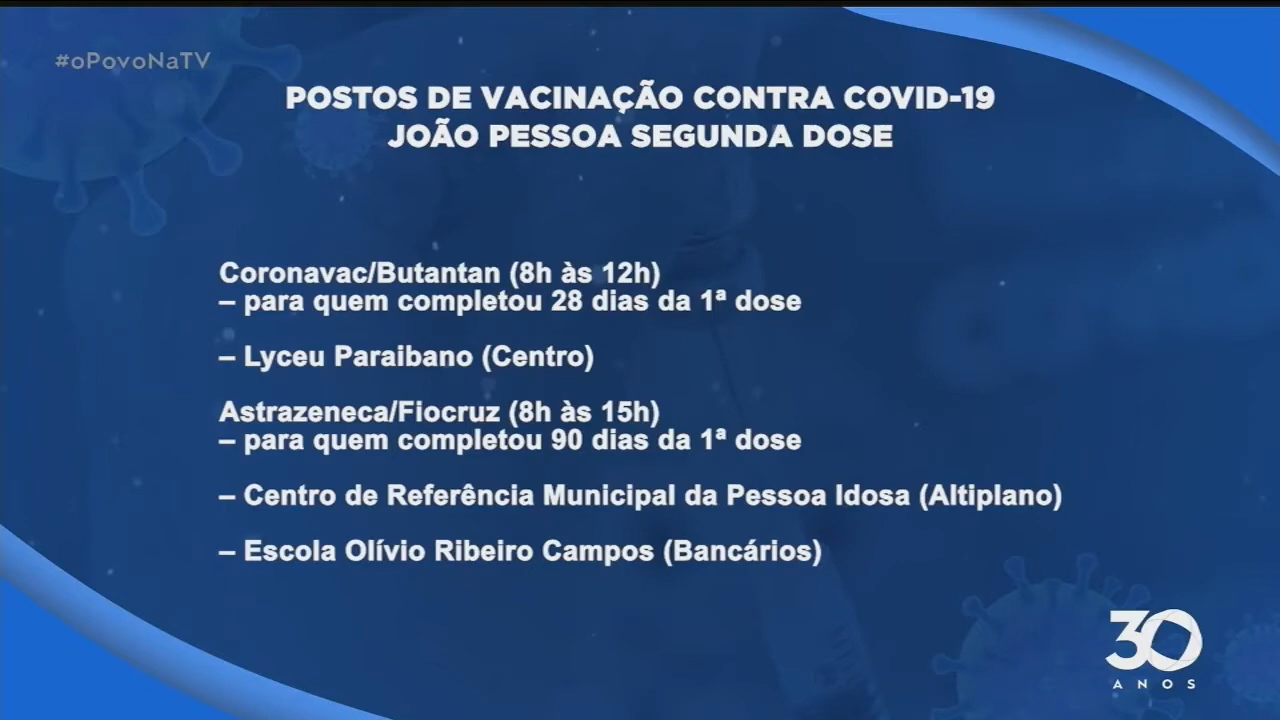 #oPovoNaTV
POSTOS DE VACINAÇÃO CONTRA COVID-19
JOÃO PESSOA SEGUNDA DOSE
Coronavac/Butantan (8h às 12h)
– para quem completou 28 dias da 1ª dose
– Lyceu Paraibano (Centro)
Astrazeneca/Fiocruz (8h às 15h)
– para quem completou 90 dias da 1ª dose
– Centro de Referência Municipal da Pessoa Idosa (Altiplano)
– Escola Olívio Ribeiro Campos (Bancários)
30
ANOS